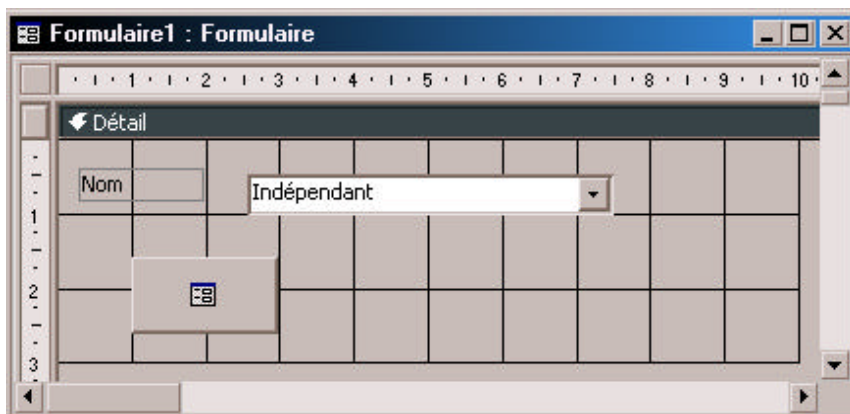 Formulaire1 : Formulaire
1 2 3 4 5 6 7 8 9 10
Détail
Nom
Indépendant
1
2
3